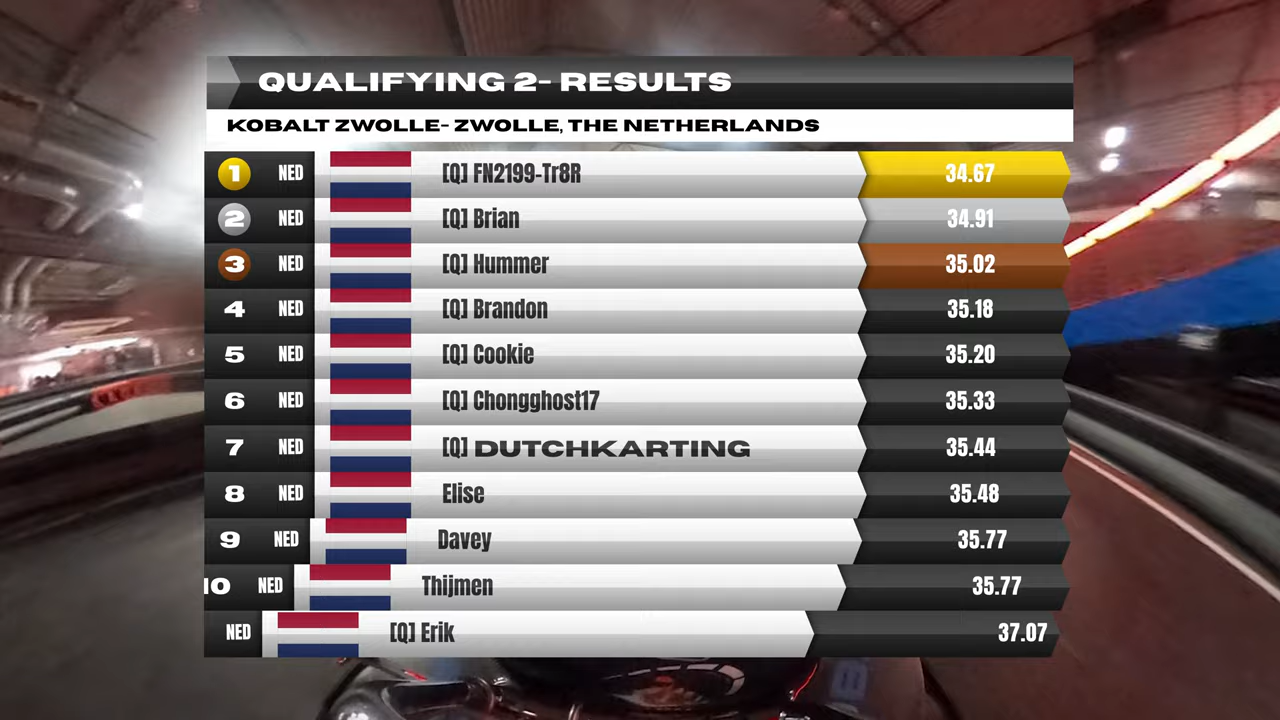 QUALIFYING 2- RESULTS
KOBALT ZWOLLE- ZWOLLE, THE NETHERLANDS
1 NED [Q] FN2199-Tr8R 34.67
2 NED [Q] Brian 34.91
3 NED [Q] Hummer 35.02
4 NED [Q] Brandon 35.18
5 NED [Q] Cookie 35.20
6 NED [Q] Chongghost17 35.33
7 NED [Q] DUTCHKARTING 35.44
8 NED Elise 35.48
9 NED Davey 35.77
10 NED Thijmen 35.77
NED [Q] Erik 37.07